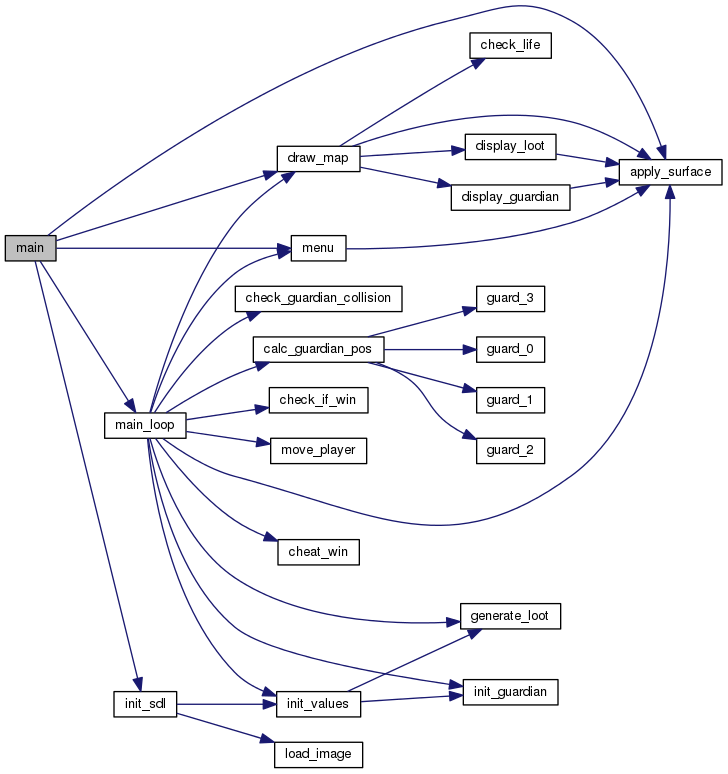 check_life
draw_map
display_loot
apply_surface
display_guardian
main
menu
check_guardian_collision
guard_3
calc_guardian_pos
guard_0
check_if_win
guard_1
main_loop
move_player
guard_2
cheat_win
generate_loot
init_guardian
init_sdl
init_values
load_image